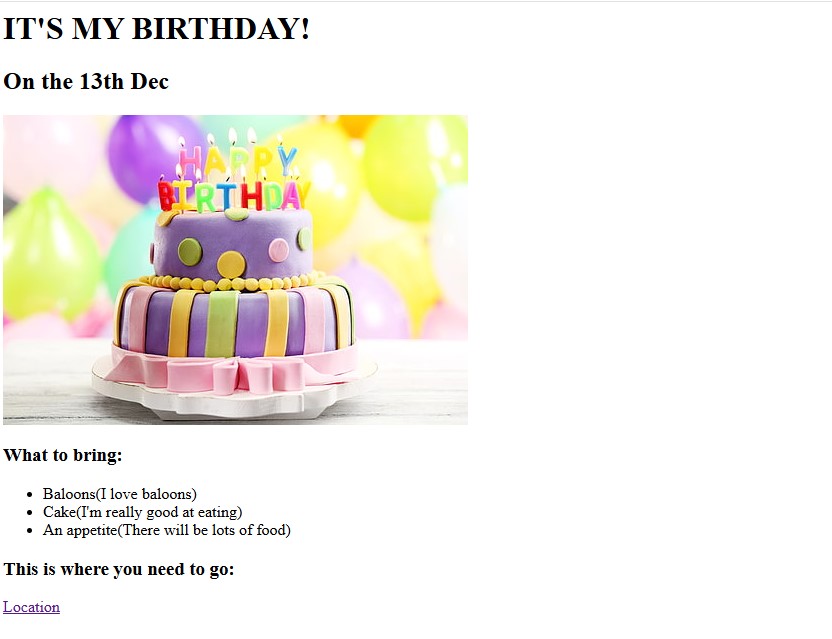 IT'S MY BIRTHDAY!
On the 13th Dec
HAPPY
BIRTHDAY
What to bring:
Baloons(I love baloons)
Cake(I'm really good at eating)
An appetite(There will be lots of food)
This is where you need to go:
Location